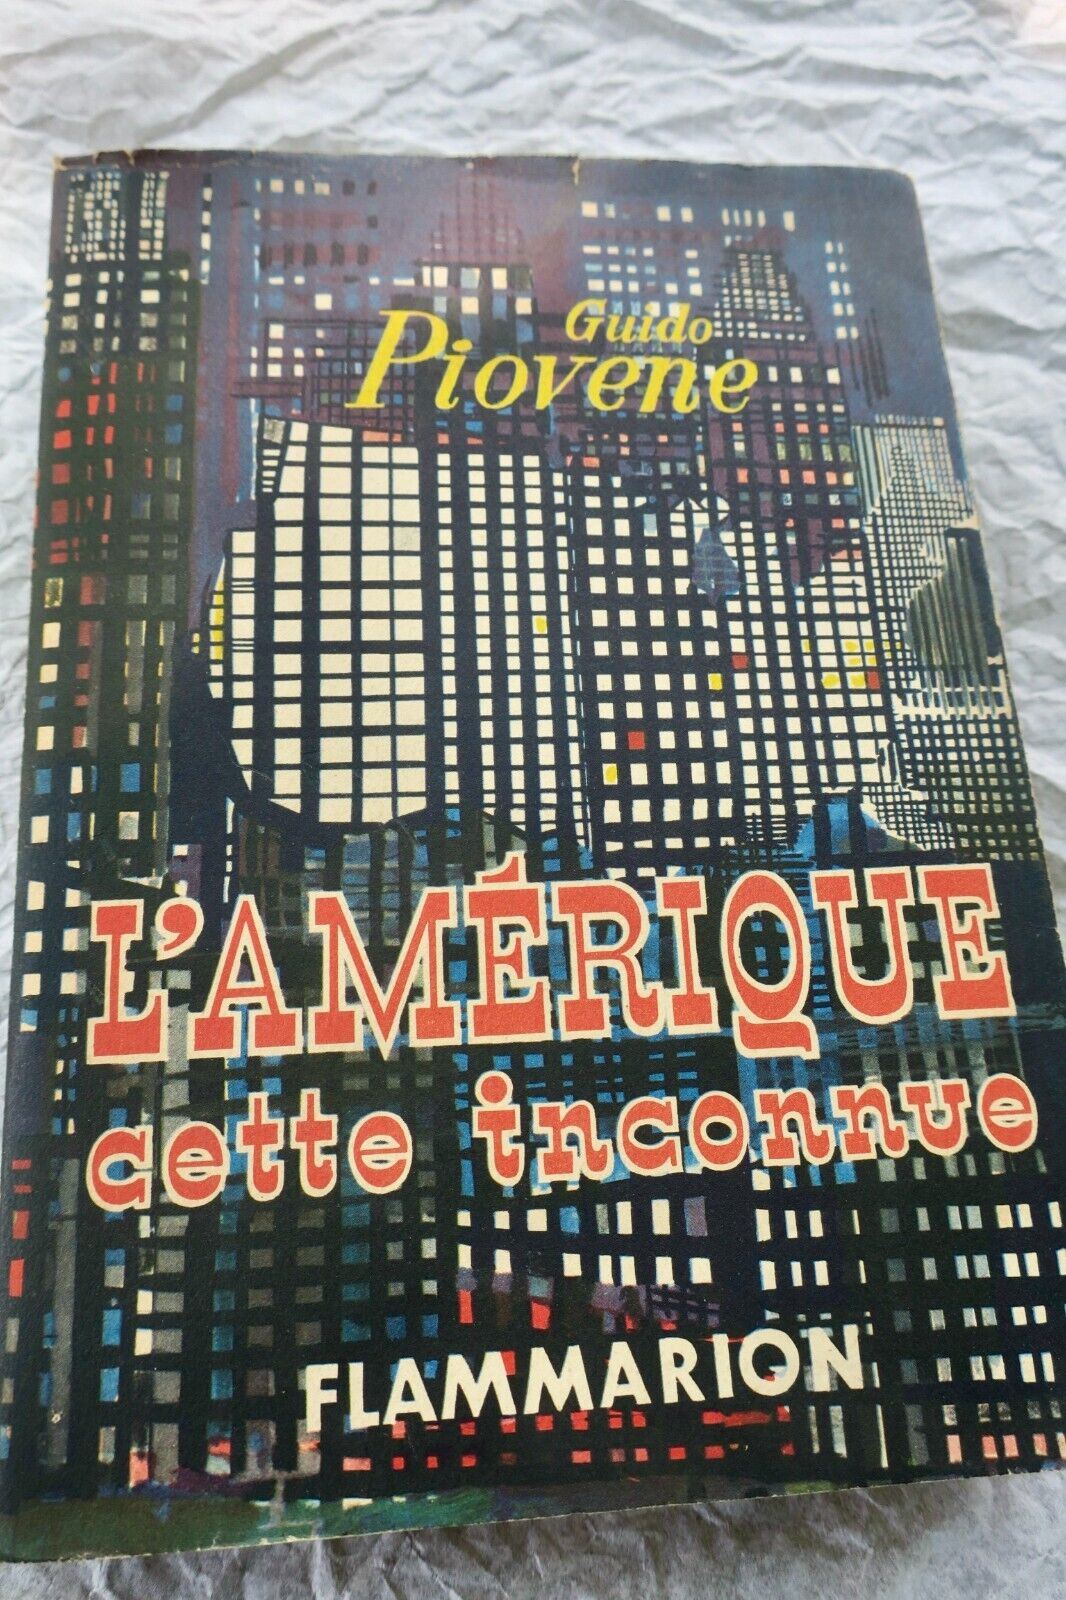 Guido
Piovene
L'AMÉRIQUE
cette inconnue
FLAMMARION